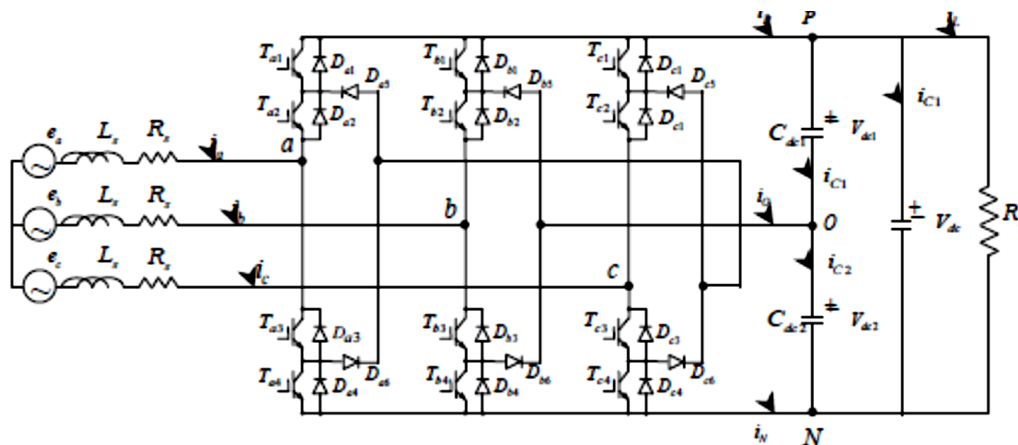 P
T_a1 D_a1 D_a5 T_b1 D_b1 D_b5 T_c1 D_c1 D_c5
T_a2 D_a2 T_b2 D_b2 T_c2 D_c1
i_C1
C_dc1 V_dc1
e_a L_s R_s i_a a
i_C1
e_b L_s R_s i_b b i_O O V_dc R
e_c L_s R_s i_c c i_C2
T_a3 D_a3 T_b3 D_b3 T_c3 D_c3 C_dc2 V_dc2
T_a4 D_a4 D_a6 T_b4 D_b4 D_b6 T_c4 D_c4 D_c6
i_N N